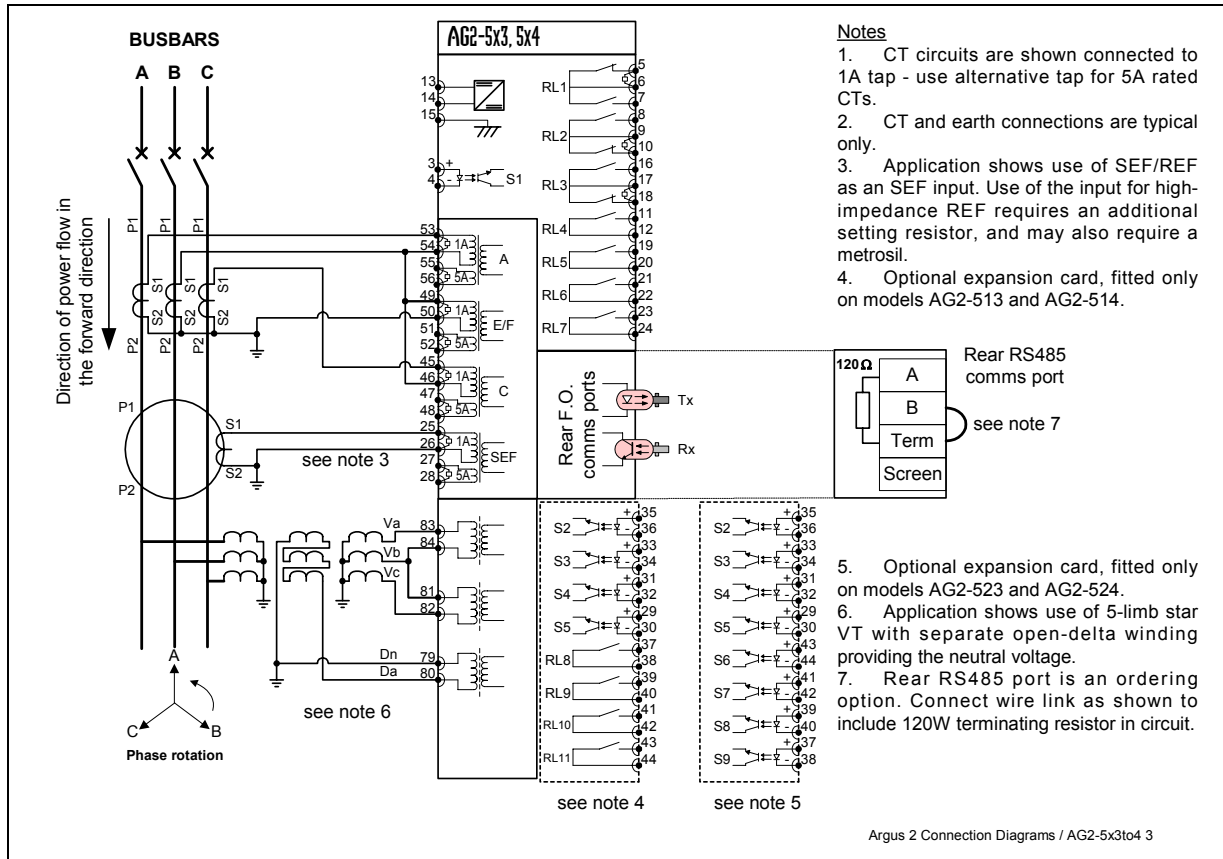 BUSBARS
A B C
AG2-5x3, 5x4
13
14
15
3 +
4 -
S1
RL1
5
6
7
RL2
8
9
10
RL3
16
17
18
RL4
11
12
RL5
19
20
RL6
21
22
RL7
23
24
Direction of power flow in
the forward direction
P1 P1 P1
S1 S1 S1
S2 S2 S2
P2 P2 P2
53
54
55
56
1A
5A
A
49
50
51
52
1A
5A
E/F
45
46
47
48
1A
5A
C
25
26
27
28
1A
5A
SEF
P1
S1
S2
P2
see note 3
Rear F.O.
comms ports
Tx
Rx
120Ω
A
B
Term
Screen
Rear RS485
comms port
see note 7
Va 83
84
Vb
Vc
81
82
Dn 79
Da 80
see note 6
A
C B
Phase rotation
S2 + 35
- 36
S3 + 33
- 34
S4 + 31
- 32
S5 + 29
- 30
RL8 37
38
RL9 39
40
RL10 41
42
RL11 43
44
see note 4
S2 + 35
- 36
S3 + 33
- 34
S4 + 31
- 32
S5 + 29
- 30
S6 + 43
- 44
S7 + 41
- 42
S8 + 39
- 40
S9 + 37
- 38
see note 5
Notes
1. CT circuits are shown connected to
1A tap - use alternative tap for 5A rated
CTs.
2. CT and earth connections are typical
only.
3. Application shows use of SEF/REF
as an SEF input. Use of the input for high-
impedance REF requires an additional
setting resistor, and may also require a
metrosil.
4. Optional expansion card, fitted only
on models AG2-513 and AG2-514.
5. Optional expansion card, fitted only
on models AG2-523 and AG2-524.
6. Application shows use of 5-limb star
VT with separate open-delta winding
providing the neutral voltage.
7. Rear RS485 port is an ordering
option. Connect wire link as shown to
include 120W terminating resistor in circuit.
Argus 2 Connection Diagrams / AG2-5x3to4 3